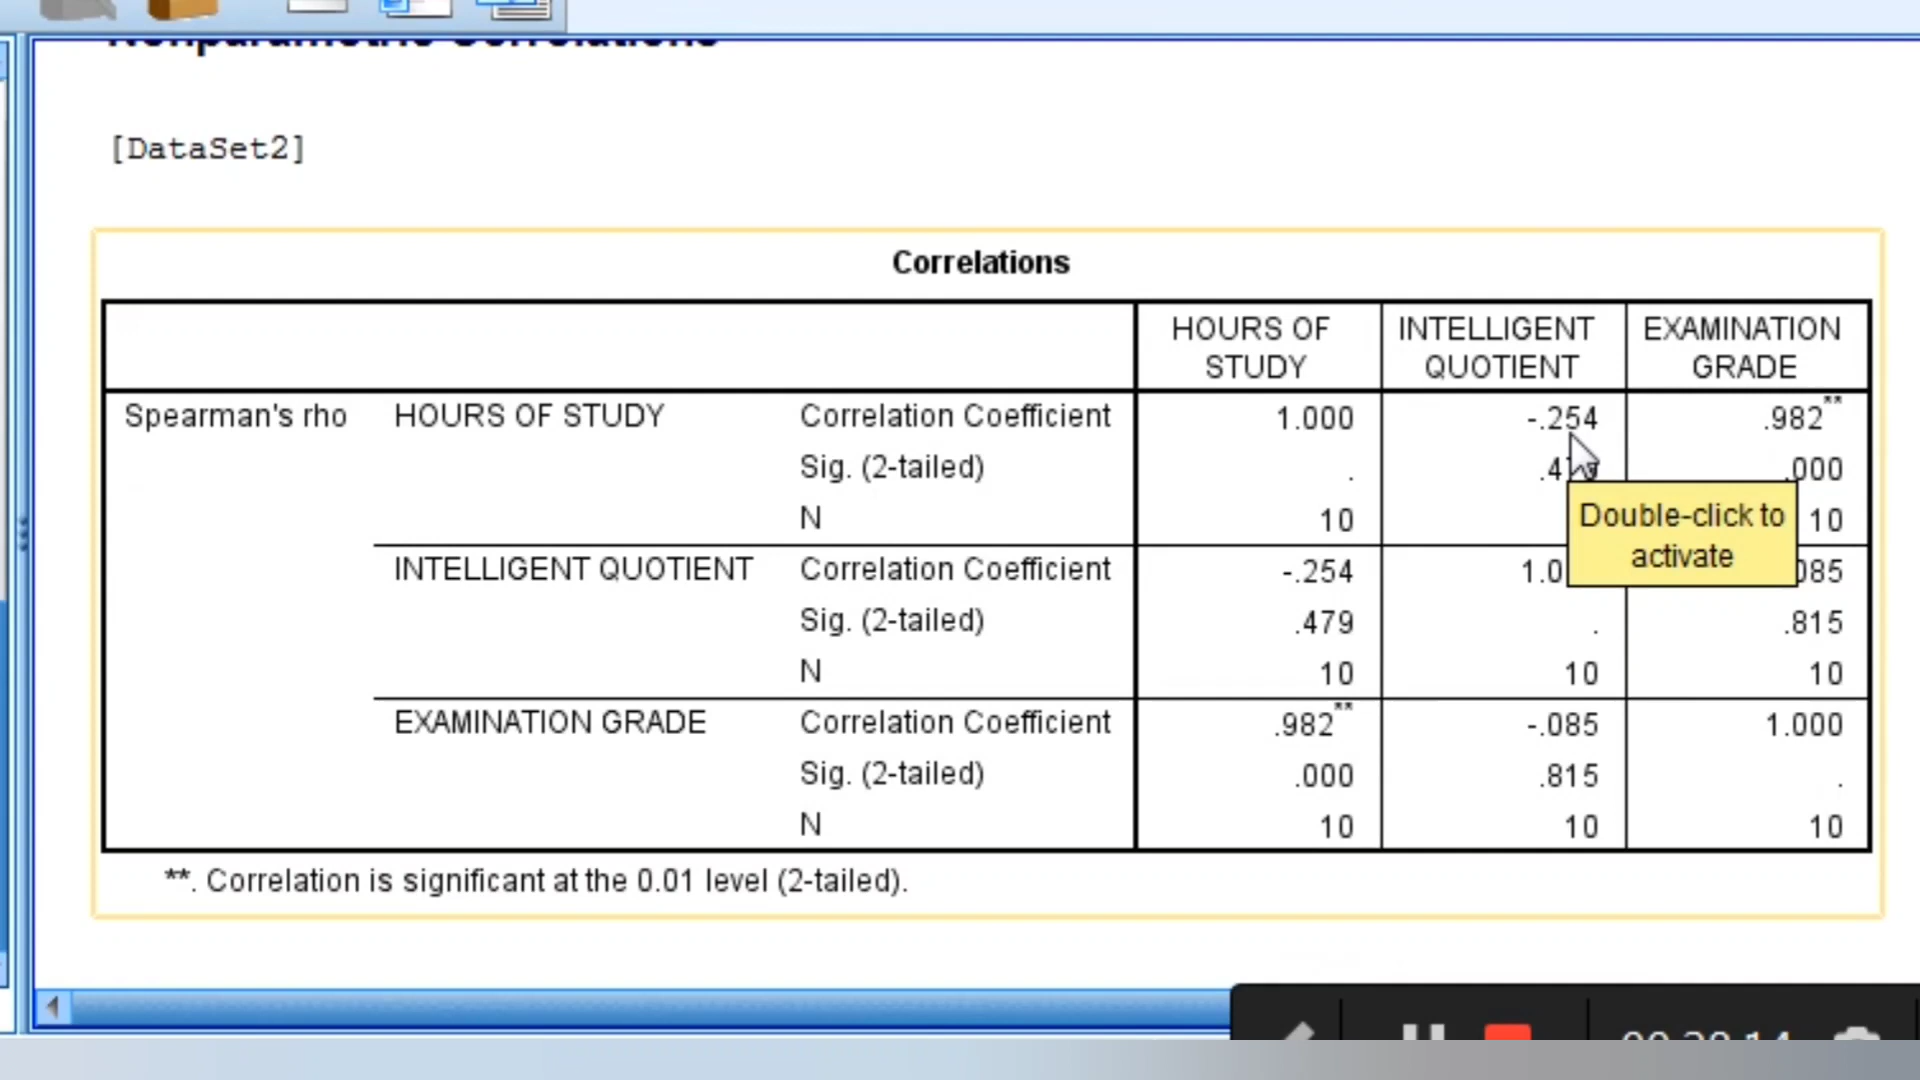 Nonparametric Correlations
[DataSet2]
Correlations
HOURS OF STUDY INTELLIGENT QUOTIENT EXAMINATION GRADE
Spearman's rho HOURS OF STUDY Correlation Coefficient 1.000 -.254 .982**
Sig. (2-tailed) . .000
N 10 10
Double-click to
activate
INTELLIGENT QUOTIENT Correlation Coefficient -.254
Sig. (2-tailed) .479 . .815
N 10 10 10
EXAMINATION GRADE Correlation Coefficient .982** -.085 1.000
Sig. (2-tailed) .000 .815 .
N 10 10 10
**. Correlation is significant at the 0.01 level (2-tailed).